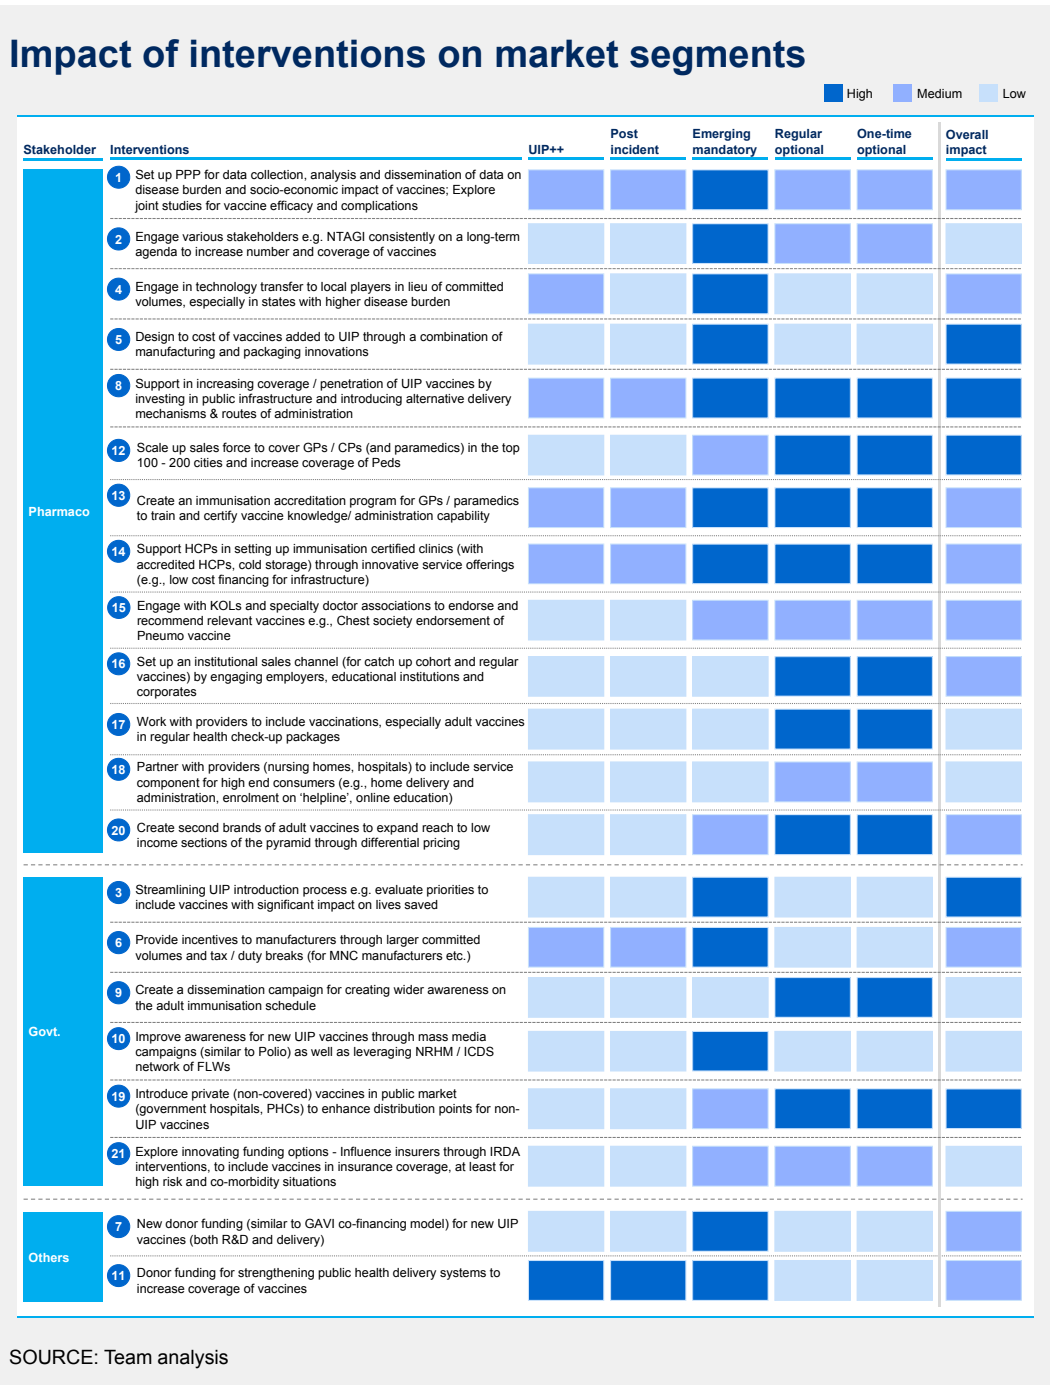 Impact of interventions on market segments
High Medium Low
Stakeholder Interventions UIP++ Post incident Emerging mandatory Regular optional One-time optional Overall impact
Pharmaco
1 Set up PPP for data collection, analysis and dissemination of data on
disease burden and socio-economic impact of vaccines; Explore
joint studies for vaccine efficacy and complications
2 Engage various stakeholders e.g. NTAGI consistently on a long-term
agenda to increase number and coverage of vaccines
4 Engage in technology transfer to local players in lieu of committed
volumes, especially in states with higher disease burden
5 Design to cost of vaccines added to UIP through a combination of
manufacturing and packaging innovations
8 Support in increasing coverage / penetration of UIP vaccines by
investing in public infrastructure and introducing alternative delivery
mechanisms & routes of administration
12 Scale up sales force to cover GPs / CPs (and paramedics) in the top
100 - 200 cities and increase coverage of Peds
13 Create an immunisation accreditation program for GPs / paramedics
to train and certify vaccine knowledge/ administration capability
14 Support HCPs in setting up immunisation certified clinics (with
accredited HCPs, cold storage) through innovative service offerings
(e.g., low cost financing for infrastructure)
15 Engage with KOLs and specialty doctor associations to endorse and
recommend relevant vaccines e.g., Chest society endorsement of
Pneumo vaccine
16 Set up an institutional sales channel (for catch up cohort and regular
vaccines) by engaging employers, educational institutions and
corporates
17 Work with providers to include vaccinations, especially adult vaccines
in regular health check-up packages
18 Partner with providers (nursing homes, hospitals) to include service
component for high end consumers (e.g., home delivery and
administration, enrolment on ‘helpline’, online education)
20 Create second brands of adult vaccines to expand reach to low
income sections of the pyramid through differential pricing
Govt.
3 Streamlining UIP introduction process e.g. evaluate priorities to
include vaccines with significant impact on lives saved
6 Provide incentives to manufacturers through larger committed
volumes and tax / duty breaks (for MNC manufacturers etc.)
9 Create a dissemination campaign for creating wider awareness on
the adult immunisation schedule
10 Improve awareness for new UIP vaccines through mass media
campaigns (similar to Polio) as well as leveraging NRHM / ICDS
network of FLWs
19 Introduce private (non-covered) vaccines in public market
(government hospitals, PHCs) to enhance distribution points for non-
UIP vaccines
21 Explore innovating funding options - Influence insurers through IRDA
interventions, to include vaccines in insurance coverage, at least for
high risk and co-morbidity situations
Others
7 New donor funding (similar to GAVI co-financing model) for new UIP
vaccines (both R&D and delivery)
11 Donor funding for strengthening public health delivery systems to
increase coverage of vaccines
SOURCE: Team analysis